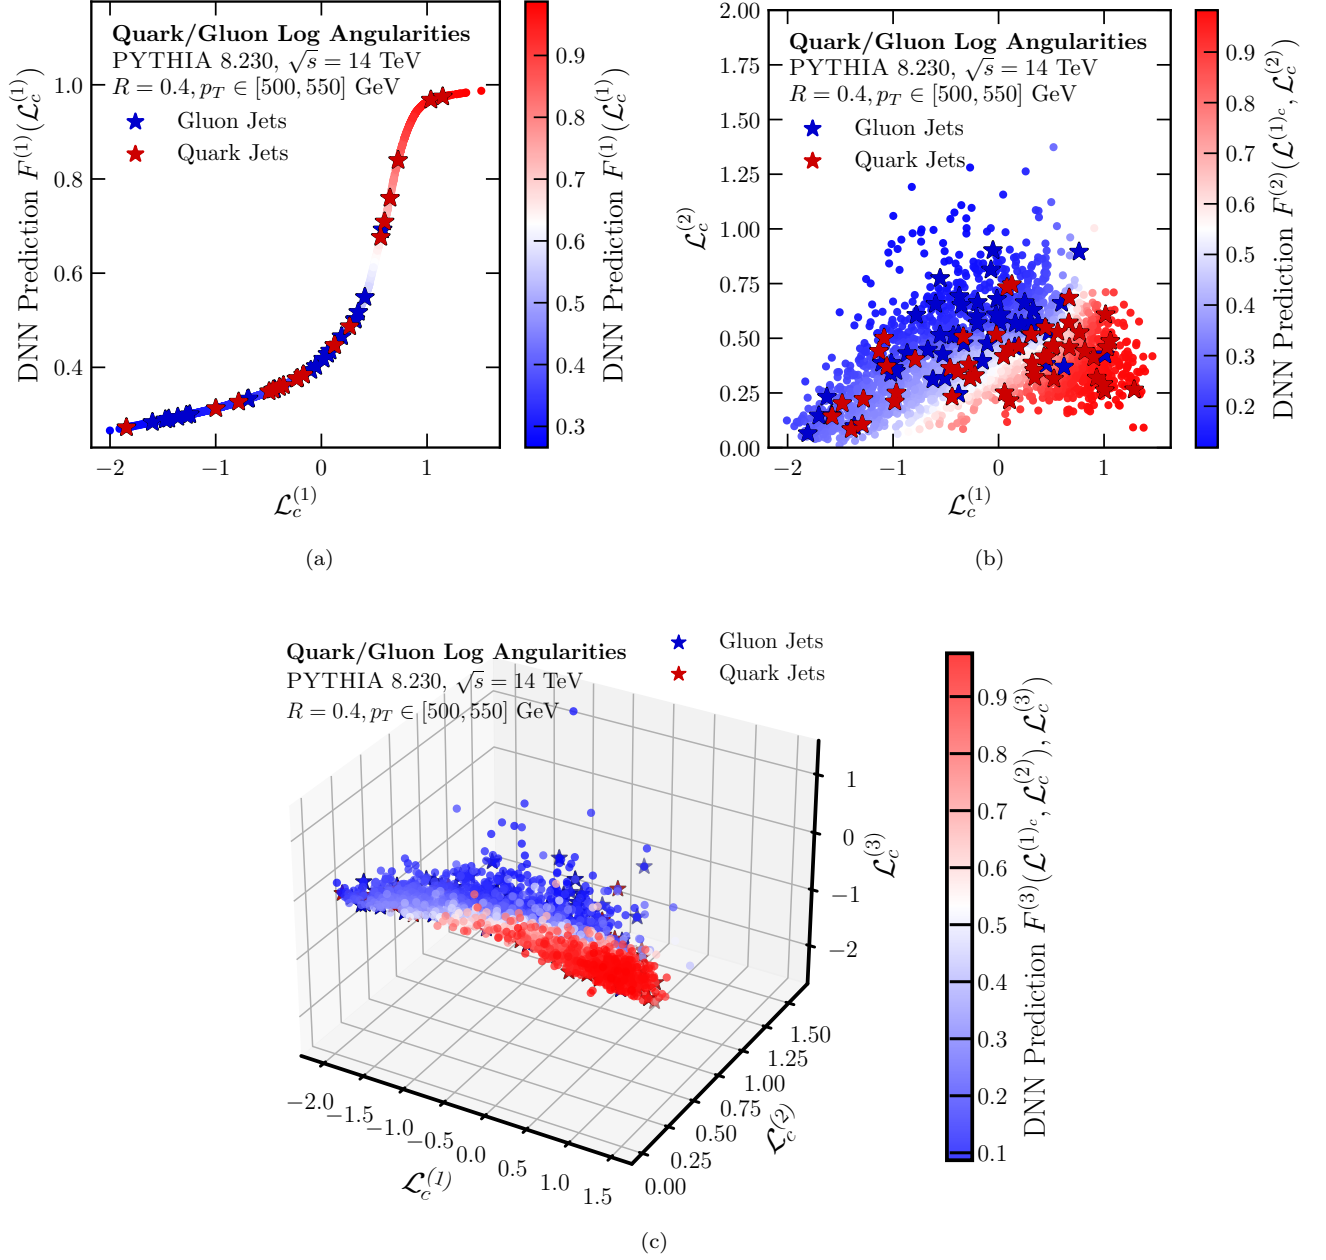 Quark/Gluon Log Angularities
PYTHIA 8.230, √s = 14 TeV
R = 0.4, p_T ∈ [500, 550] GeV
Gluon Jets
Quark Jets
DNN Prediction F^(1)(𝓛_c^(1))
1.0
0.8
0.6
0.4
−2
−1
0
1
𝓛_c^(1)
0.9
0.8
0.7
0.6
0.5
0.4
0.3
DNN Prediction F^(1)(𝓛_c^(1))
(a)
Quark/Gluon Log Angularities
PYTHIA 8.230, √s = 14 TeV
R = 0.4, p_T ∈ [500, 550] GeV
Gluon Jets
Quark Jets
𝓛_c^(2)
2.00
1.75
1.50
1.25
1.00
0.75
0.50
0.25
0.00
−2
−1
0
1
𝓛_c^(1)
0.9
0.8
0.7
0.6
0.5
0.4
0.3
0.2
DNN Prediction F^(2)(𝓛^(1)_c, 𝓛_c^(2))
(b)
Quark/Gluon Log Angularities
PYTHIA 8.230, √s = 14 TeV
R = 0.4, p_T ∈ [500, 550] GeV
Gluon Jets
Quark Jets
1
0
−1
−2
𝓛_c^(3)
−2.0
−1.5
−1.0
−0.5
0.0
0.5
1.0
1.5
𝓛_c^(1)
0.00
0.25
0.50
0.75
1.00
1.25
1.50
𝓛_c^(2)
0.9
0.8
0.7
0.6
0.5
0.4
0.3
0.2
0.1
DNN Prediction F^(3)(𝓛^(1)_c, 𝓛_c^(2)), 𝓛_c^(3))
(c)